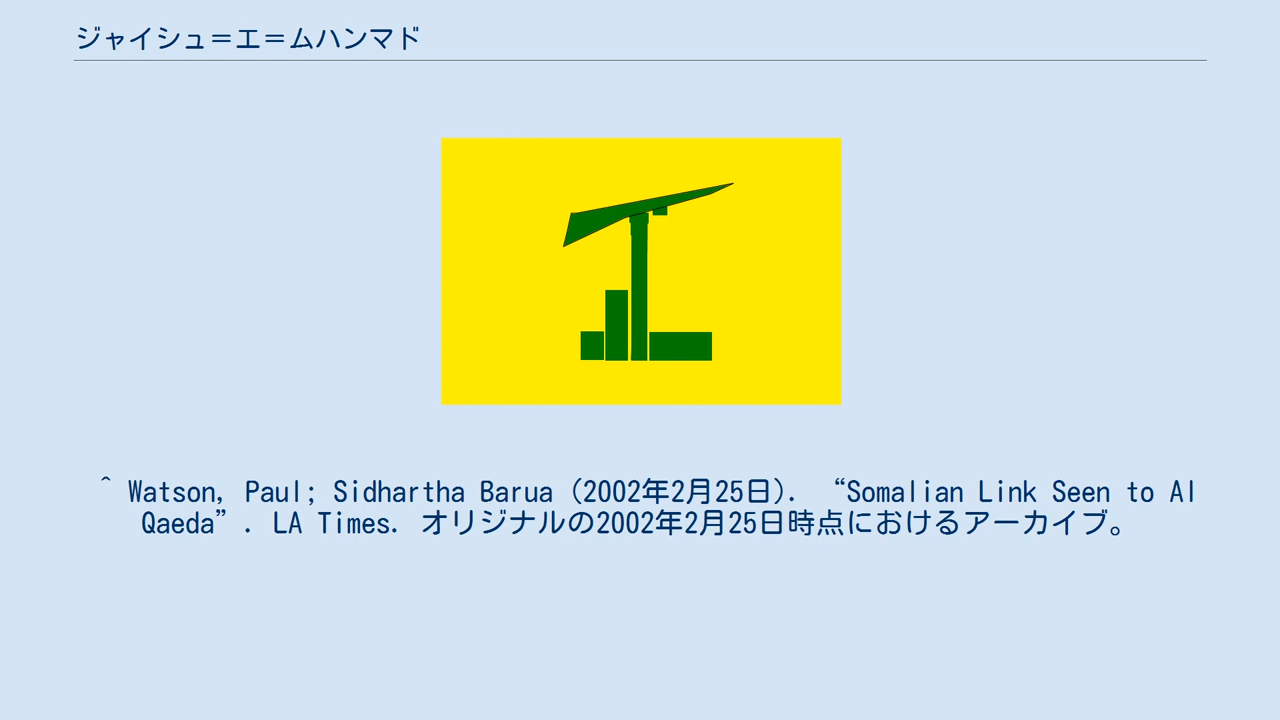 ジャイシュ＝エ＝ムハンマド
^ Watson, Paul; Sidhartha Barua (2002年2月25日). “Somalian Link Seen to Al
Qaeda”. LA Times. オリジナルの2002年2月25日時点におけるアーカイブ。